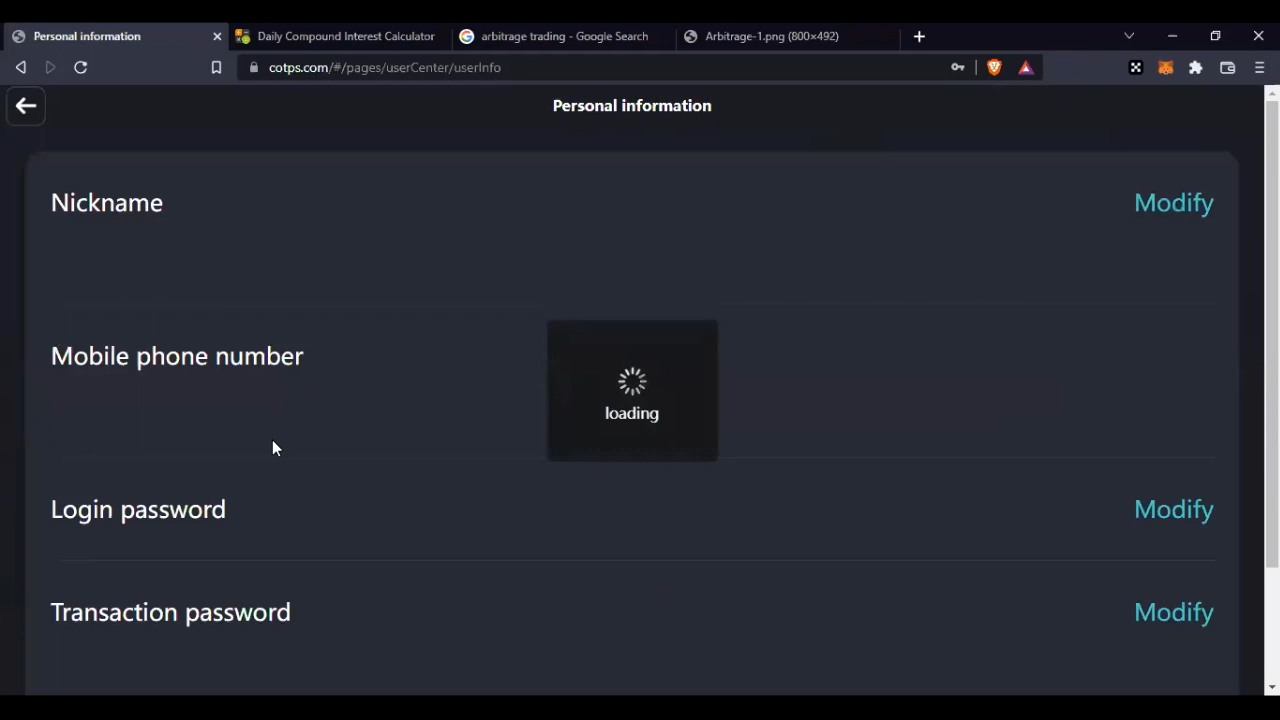 Personal information
Daily Compound Interest Calculator
arbitrage trading - Google Search
Arbitrage-1.png (800×492)
cotps.com/#/pages/userCenter/userInfo
Personal information
Nickname
Modify
Mobile phone number
loading
Login password
Modify
Transaction password
Modify